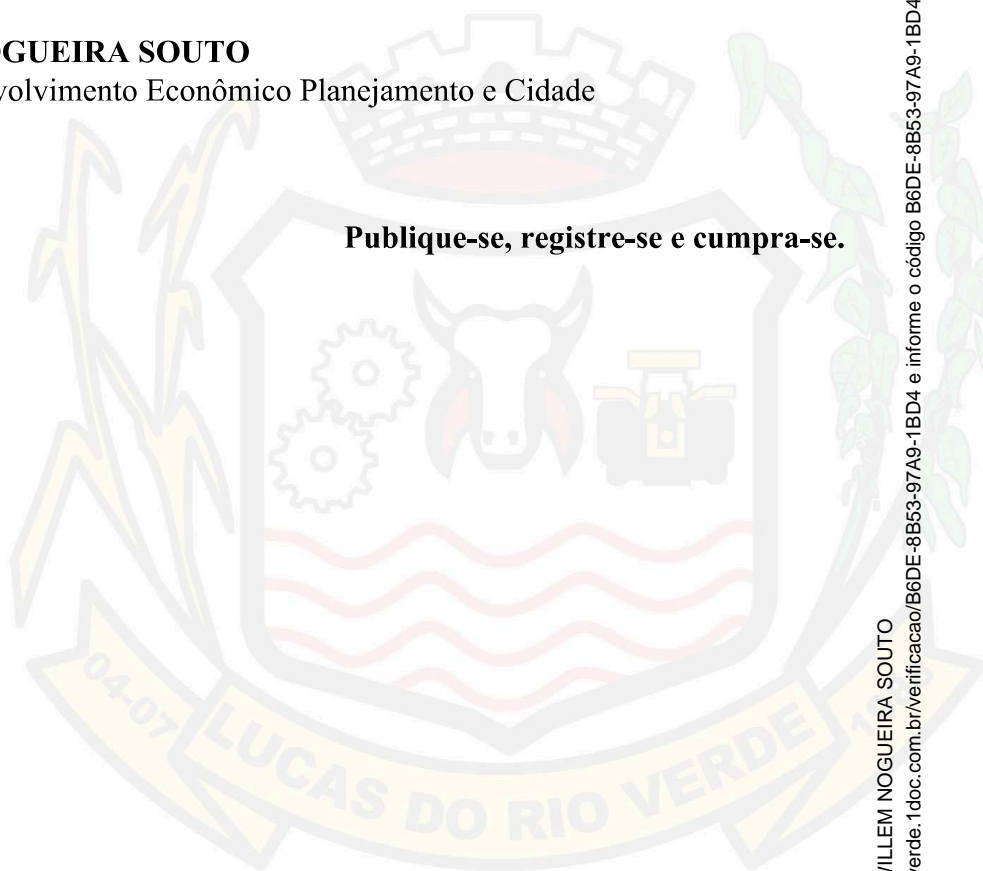 OGUEIRA SOUTO
volvimento Econômico Planejamento e Cidade
Publique-se, registre-se e cumpra-se.
04-07
LUCAS DO RIO VERDE
VILLEM NOGUEIRA SOUTO
verde.1doc.com.br/verificacao/B6DE-8B53-97A9-1BD4 e informe o código B6DE-8B53-97A9-1BD4